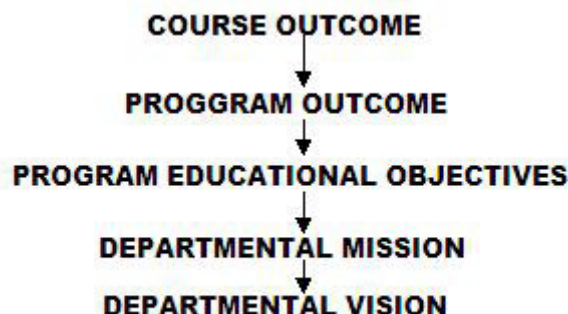 COURSE OUTCOME
PROGGRAM OUTCOME
PROGRAM EDUCATIONAL OBJECTIVES
DEPARTMENTAL MISSION
DEPARTMENTAL VISION